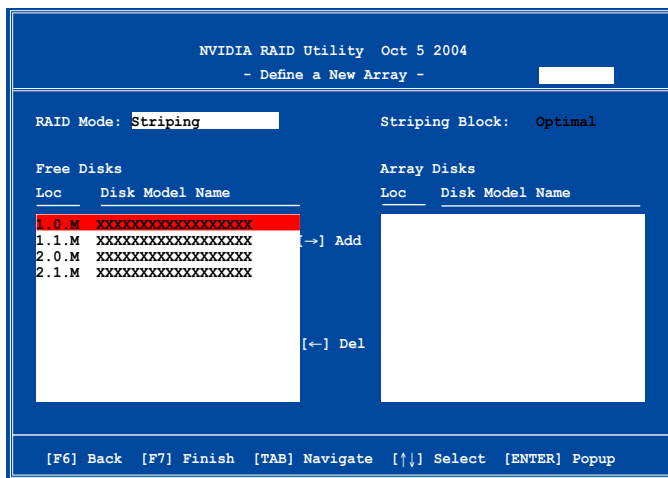 NVIDIA RAID Utility  Oct 5 2004
- Define a New Array -
RAID Mode: Striping  Striping Block: Optimal
Free Disks  Array Disks
Loc  Disk Model Name  Loc  Disk Model Name
1.0.M  XXXXXXXXXXXXXXXXXX
1.1.M  XXXXXXXXXXXXXXXXXX
[→] Add
2.0.M  XXXXXXXXXXXXXXXXXX
2.1.M  XXXXXXXXXXXXXXXXXX
[←] Del
[F6] Back  [F7] Finish  [TAB] Navigate  [↑↓] Select  [ENTER] Popup